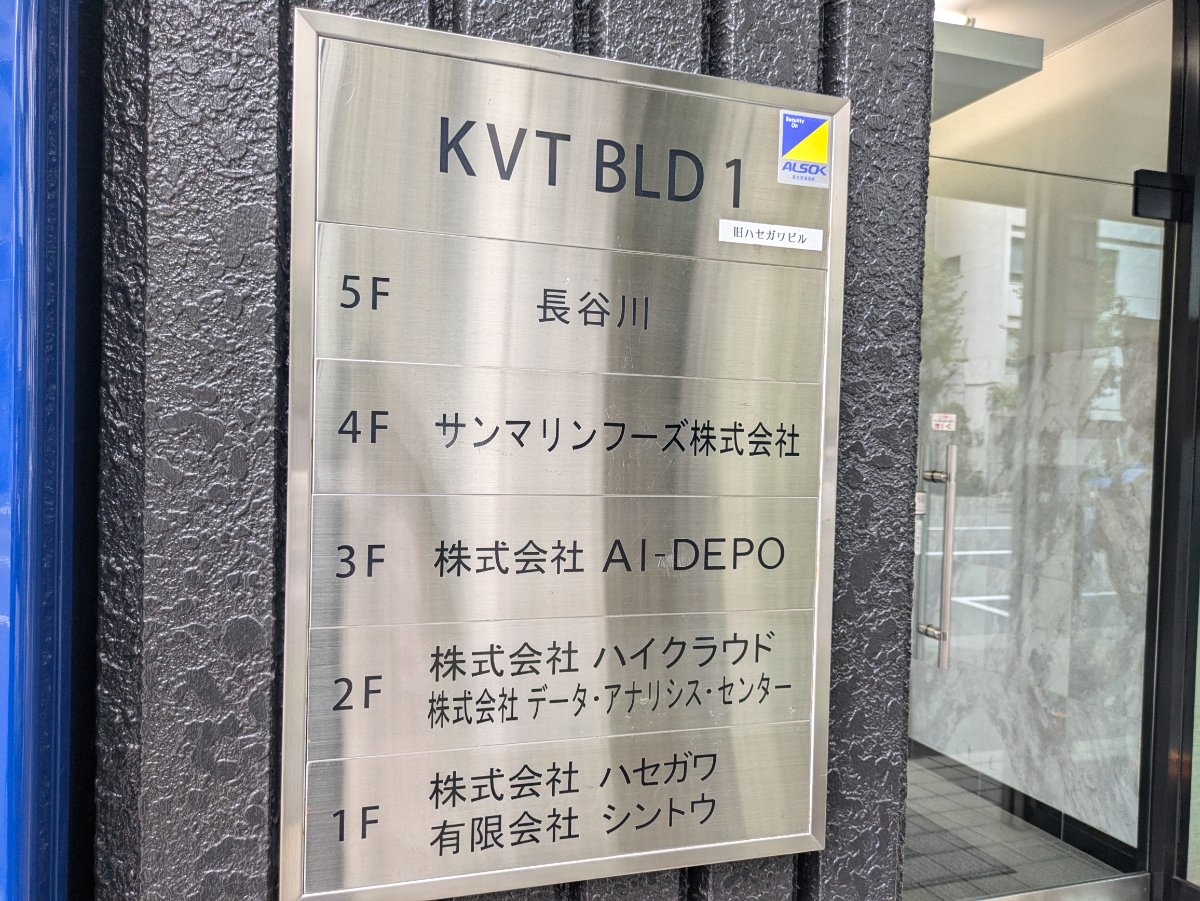 KVT BLD 1
Security
On
ALSOK
旧ハセガワビル
5F 長谷川
4F サンマリンフーズ株式会社
3F 株式会社 AI-DEPO
2F 株式会社 ハイクラウド
株式会社 データ・アナリシス・センター
1F 株式会社 ハセガワ
有限会社 シントウ